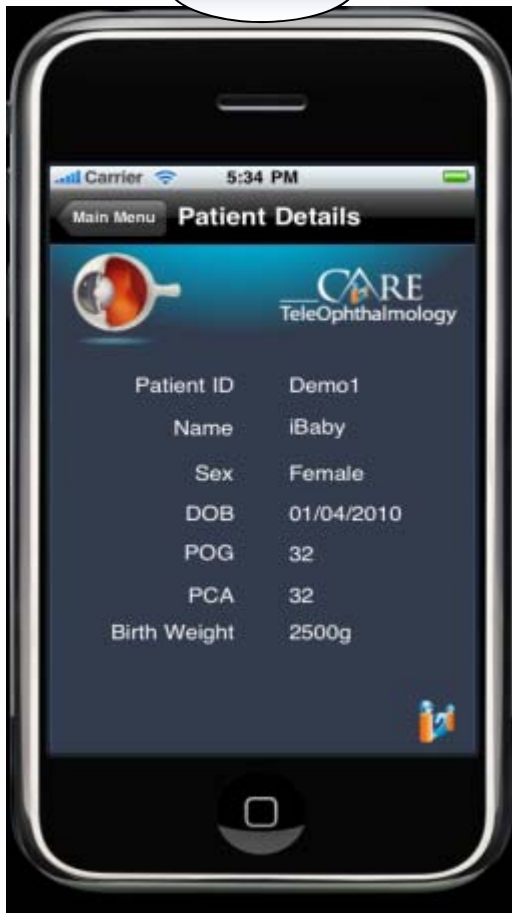 Carrier 5:34 PM
Main Menu Patient Details
CARE
TeleOphthalmology
Patient ID Demo1
Name iBaby
Sex Female
DOB 01/04/2010
POG 32
PCA 32
Birth Weight 2500g